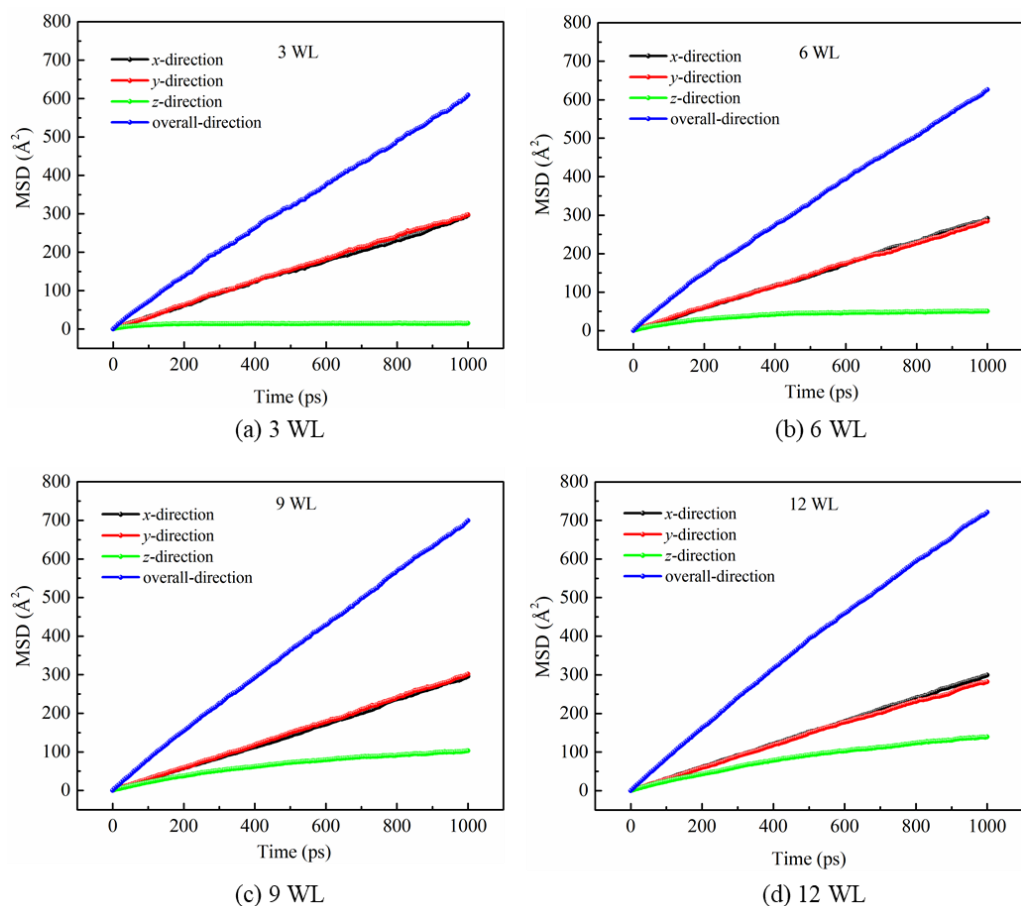 800
700
600
500
400
300
200
100
0
MSD (Å²)
3 WL
x-direction
y-direction
z-direction
overall-direction
0 200 400 600 800 1000
Time (ps)
(a) 3 WL
800
700
600
500
400
300
200
100
0
MSD (Å²)
6 WL
x-direction
y-direction
z-direction
overall-direction
0 200 400 600 800 1000
Time (ps)
(b) 6 WL
800
700
600
500
400
300
200
100
0
MSD (Å²)
9 WL
x-direction
y-direction
z-direction
overall-direction
0 200 400 600 800 1000
Time (ps)
(c) 9 WL
800
700
600
500
400
300
200
100
0
MSD (Å²)
12 WL
x-direction
y-direction
z-direction
overall-direction
0 200 400 600 800 1000
Time (ps)
(d) 12 WL